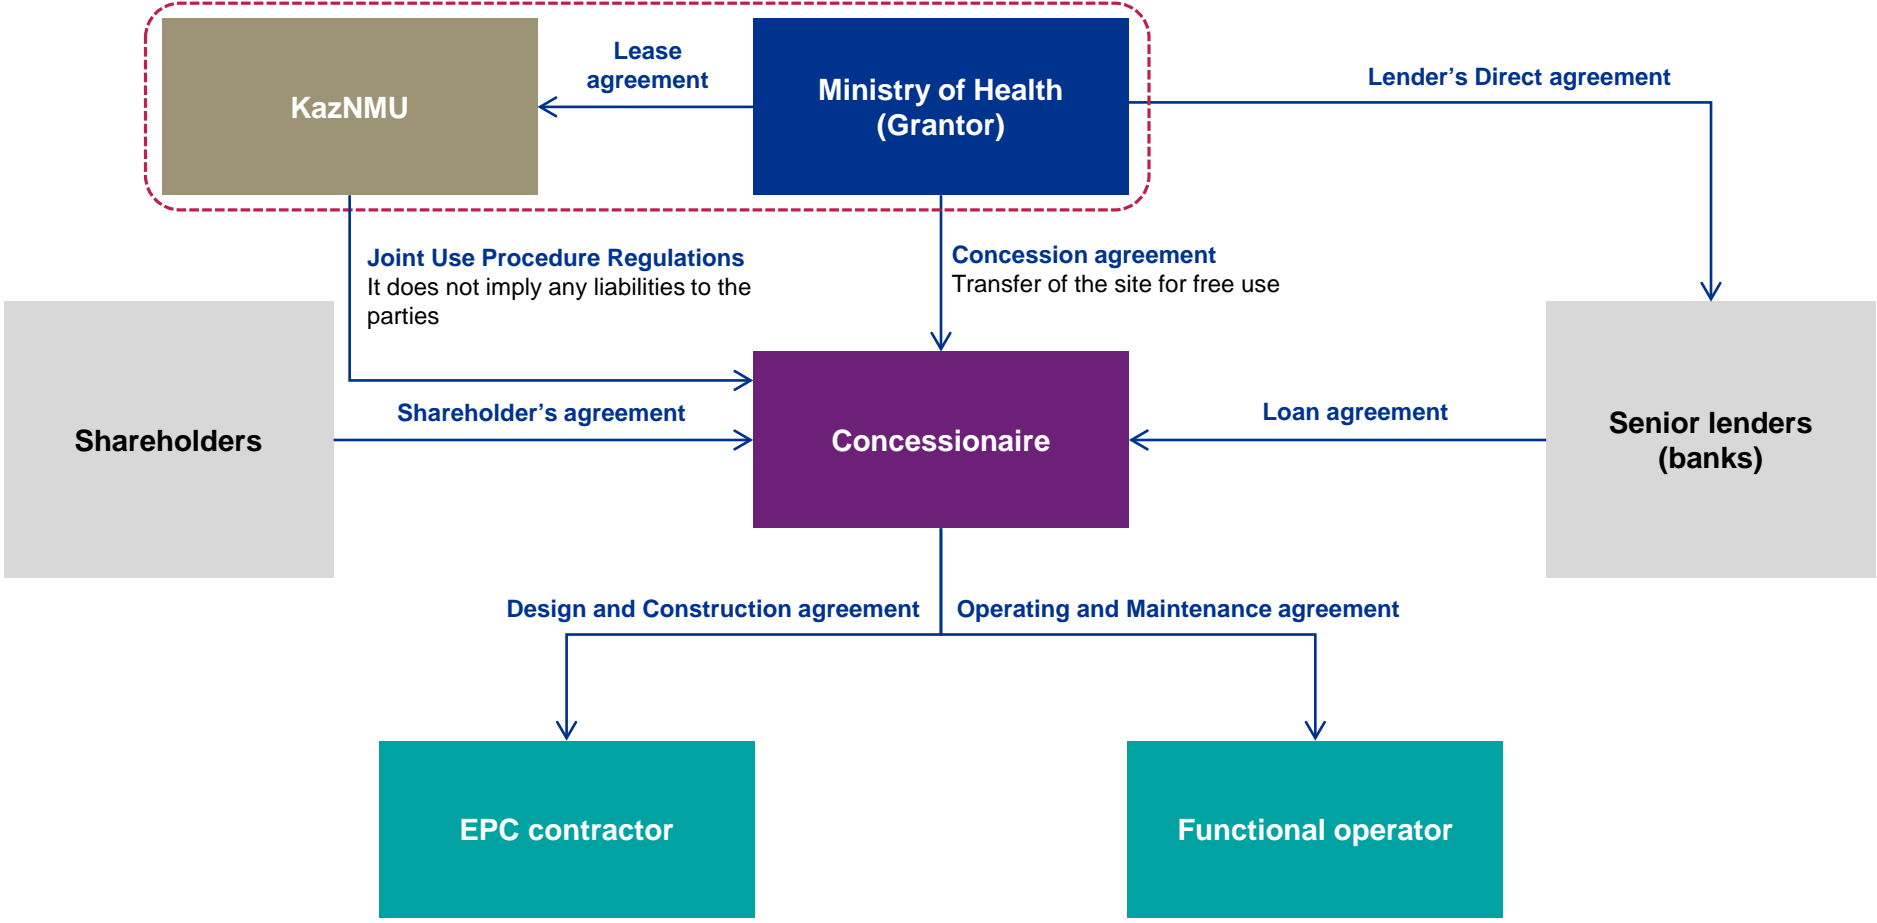 KazNMU
Lease
agreement
Ministry of Health
(Grantor)
Lender’s Direct agreement
Joint Use Procedure Regulations
It does not imply any liabilities to the
parties
Concession agreement
Transfer of the site for free use
Shareholders
Shareholder’s agreement
Concessionaire
Loan agreement
Senior lenders
(banks)
Design and Construction agreement
Operating and Maintenance agreement
EPC contractor
Functional operator